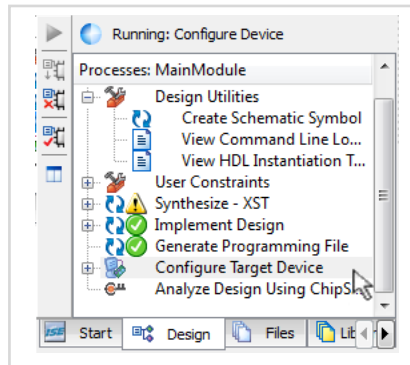 Running: Configure Device
Processes: MainModule
Design Utilities
Create Schematic Symbol
View Command Line Lo...
View HDL Instantiation T...
User Constraints
Synthesize - XST
Implement Design
Generate Programming File
Configure Target Device
Analyze Design Using ChipS...
ISE Start Design Files Lib